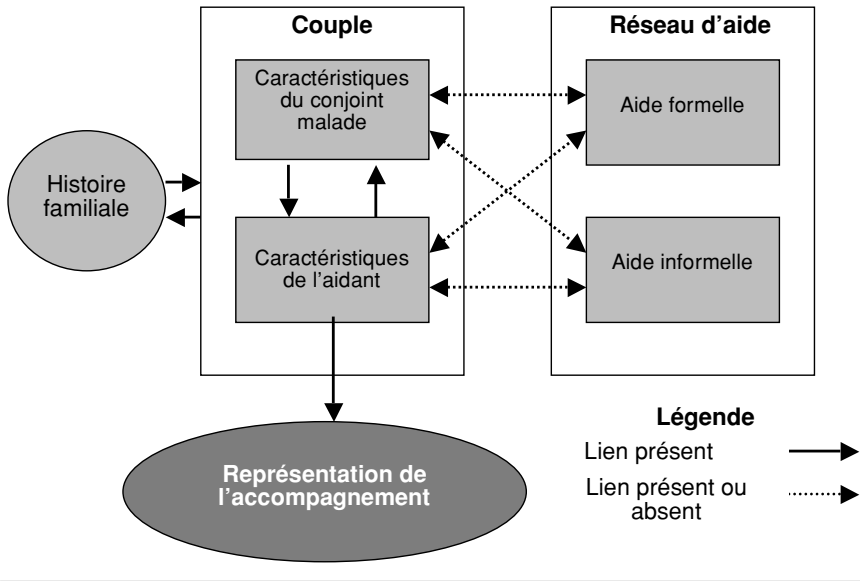 Couple
Réseau d'aide
Caractéristiques
du conjoint
malade
Aide formelle
Histoire
familiale
Caractéristiques
de l'aidant
Aide informelle
Représentation de
l'accompagnement
Légende
Lien présent
Lien présent ou
absent